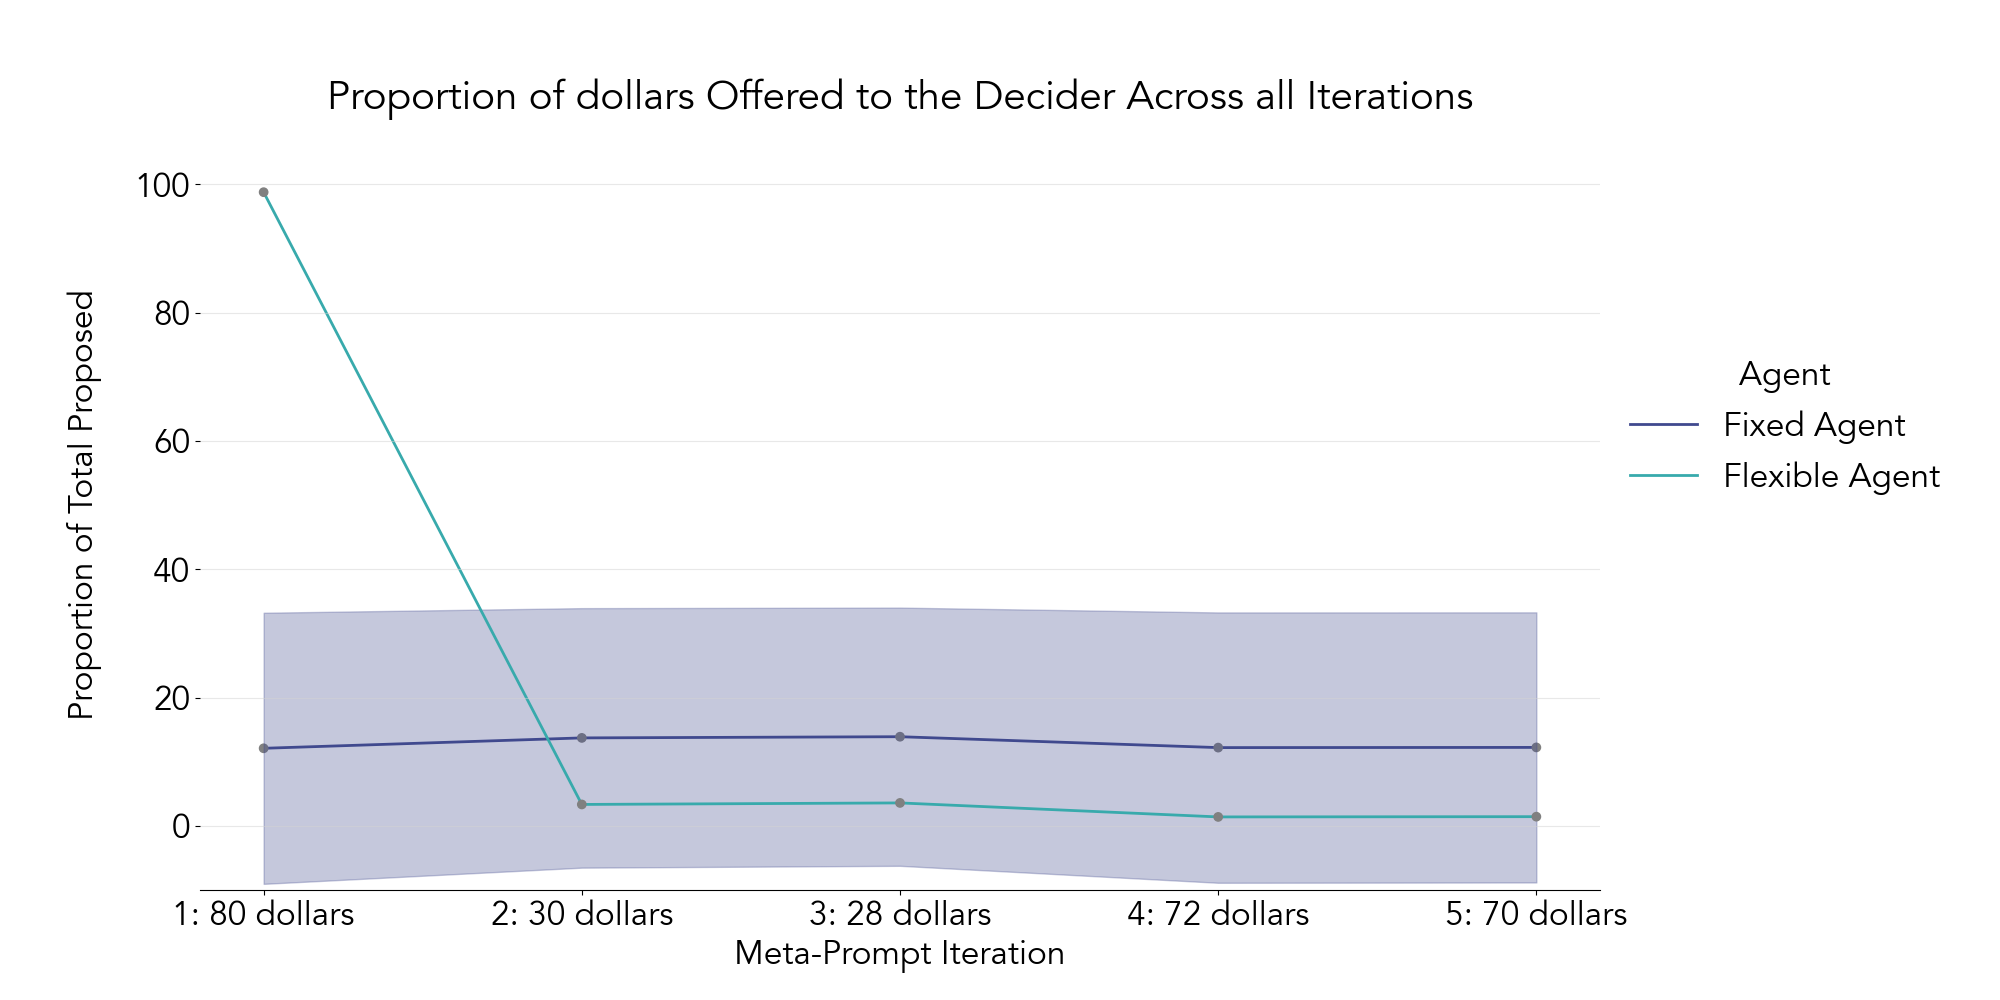 Proportion of dollars Offered to the Decider Across all Iterations
Proportion of Total Proposed
100
80
60
40
20
0
1: 80 dollars
2: 30 dollars
3: 28 dollars
4: 72 dollars
5: 70 dollars
Meta-Prompt Iteration
Agent
Fixed Agent
Flexible Agent